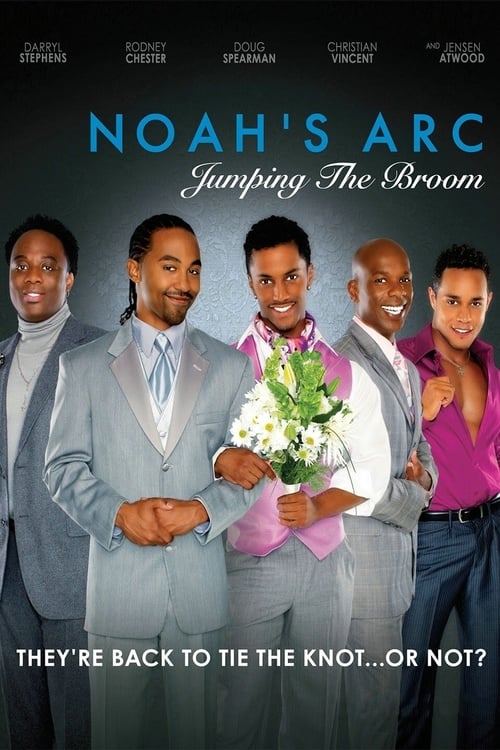 DARRYL STEPHENS
RODNEY CHESTER
DOUG SPEARMAN
CHRISTIAN VINCENT
AND JENSEN ATWOOD
NOAH'S ARC
Jumping The Broom
THEY'RE BACK TO TIE THE KNOT...OR NOT?